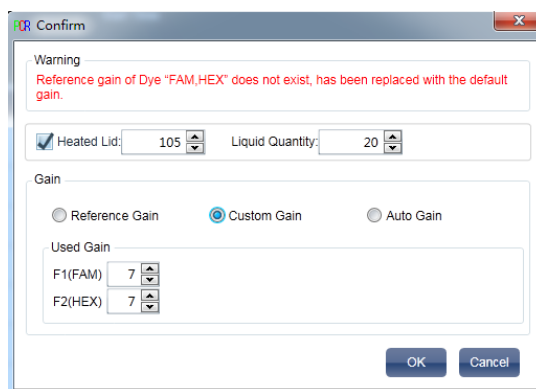 PCR Confirm
Warning
Reference gain of Dye “FAM,HEX” does not exist, has been replaced with the default
gain.
Heated Lid: 105 Liquid Quantity: 20
Gain
Reference Gain Custom Gain Auto Gain
Used Gain
F1(FAM) 7
F2(HEX) 7
OK Cancel